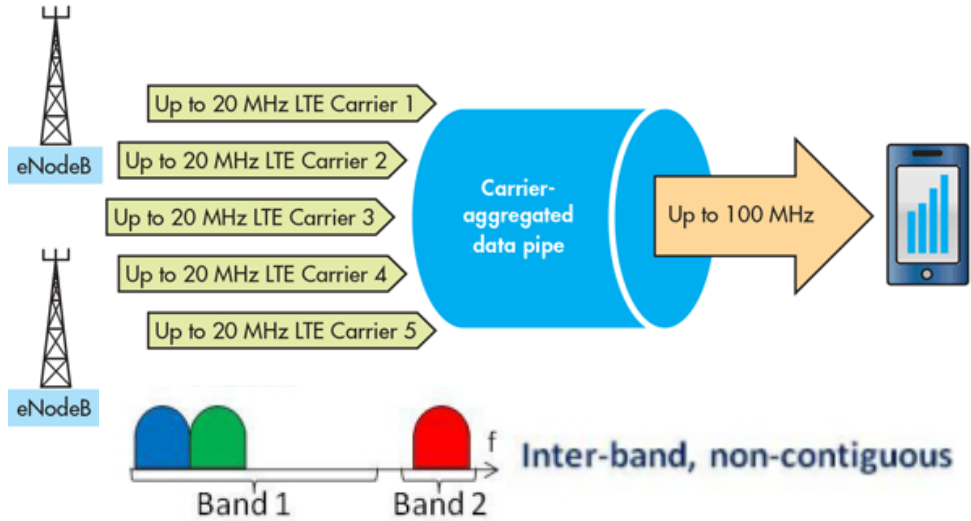 Up to 20 MHz LTE Carrier 1
eNodeB
Up to 20 MHz LTE Carrier 2
Up to 20 MHz LTE Carrier 3
Up to 20 MHz LTE Carrier 4
Up to 20 MHz LTE Carrier 5
Carrier-
aggregated
data pipe
Up to 100 MHz
eNodeB
f
Band 1
Band 2
Inter-band, non-contiguous